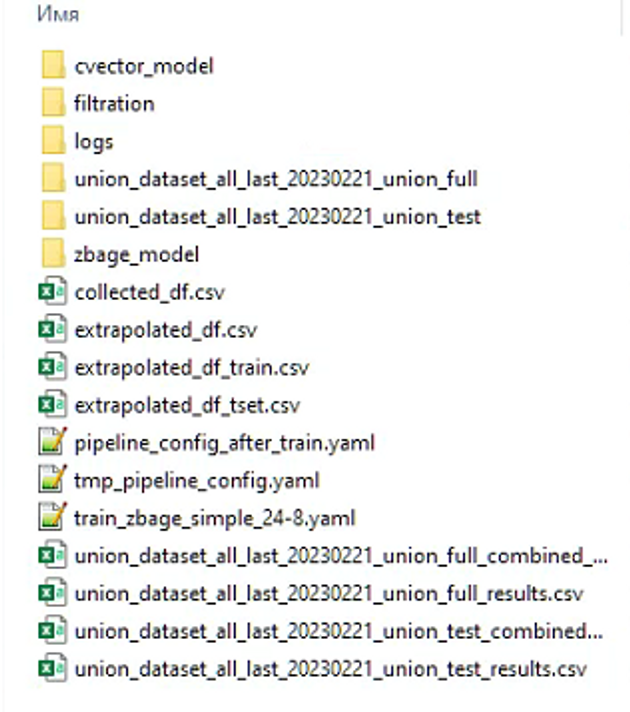 Имя
cvector_model
filtration
logs
union_dataset_all_last_20230221_union_full
union_dataset_all_last_20230221_union_test
zbage_model
collected_df.csv
extrapolated_df.csv
extrapolated_df_train.csv
extrapolated_df_tset.csv
pipeline_config_after_train.yaml
tmp_pipeline_config.yaml
train_zbage_simple_24-8.yaml
union_dataset_all_last_20230221_union_full_combined_...
union_dataset_all_last_20230221_union_full_results.csv
union_dataset_all_last_20230221_union_test_combined...
union_dataset_all_last_20230221_union_test_results.csv